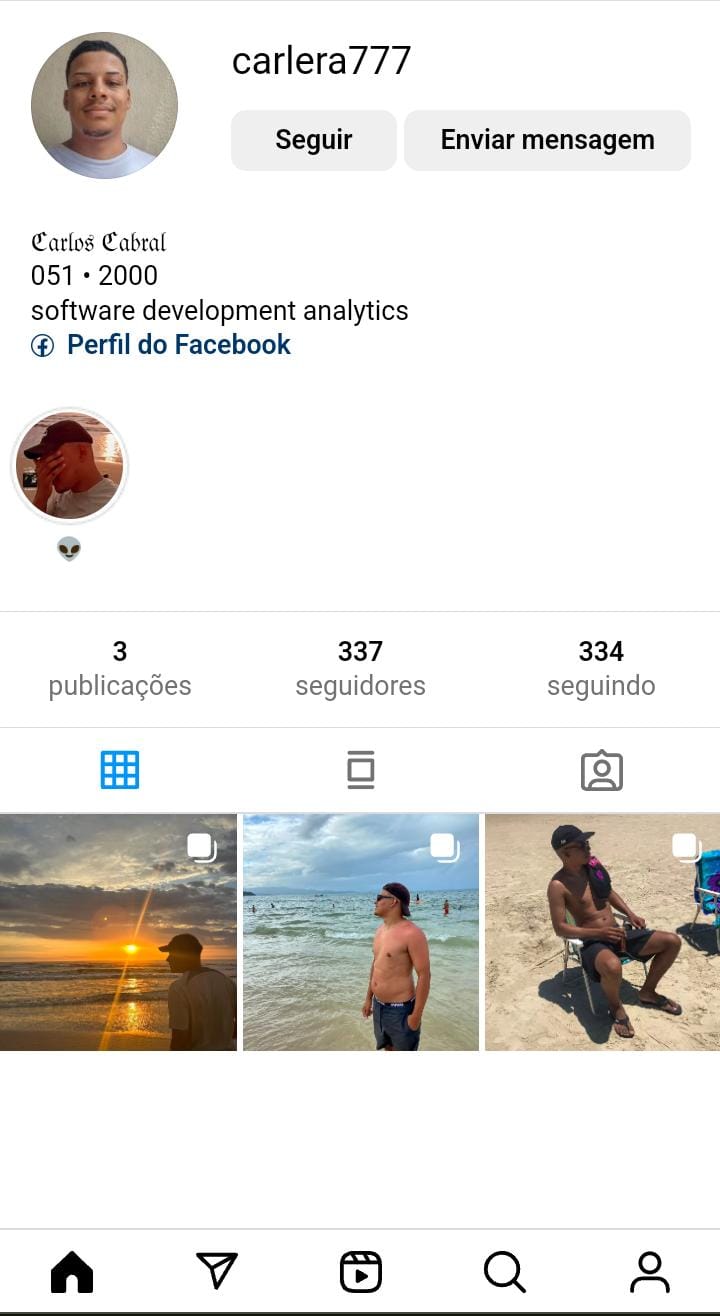 carlera777
Seguir
Enviar mensagem
ℭ𝔞𝔯𝔩𝔬𝔰 ℭ𝔞𝔟𝔯𝔞𝔩
051 • 2000
software development analytics
Perfil do Facebook
👽
3
publicações
337
seguidores
334
seguindo